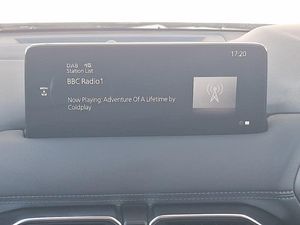 17:20
DAB
Station List
BBC Radio1
Now Playing: Adventure Of A Lifetime by
Coldplay